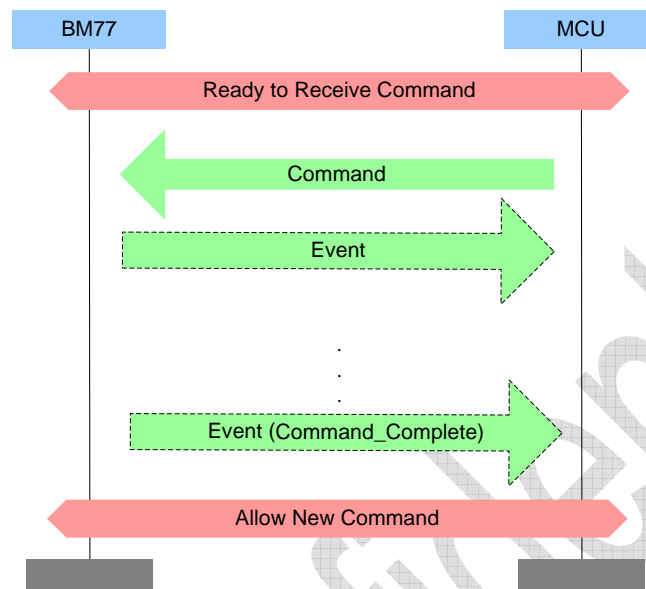 BM77 MCU
Ready to Receive Command
Command
Event
.
.
.
Event (Command_Complete)
Allow New Command